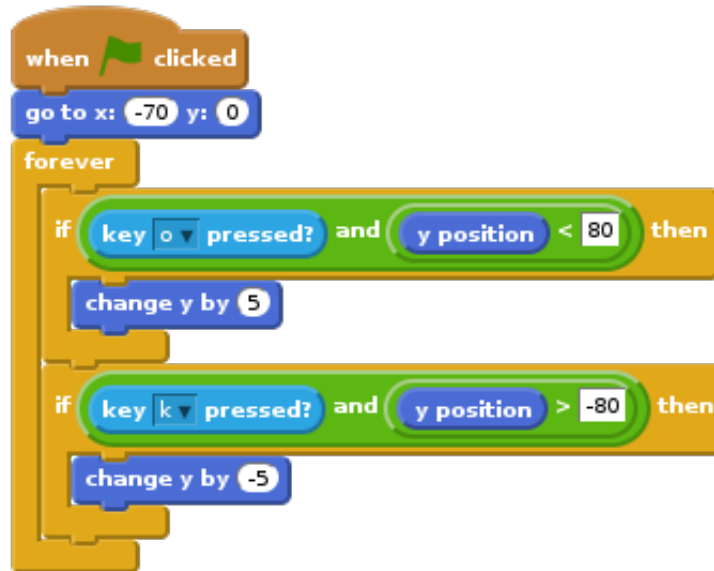 when clicked
go to x: -70 y: 0
forever
if key o pressed? and y position < 80 then
change y by 5
if key k pressed? and y position > -80 then
change y by -5